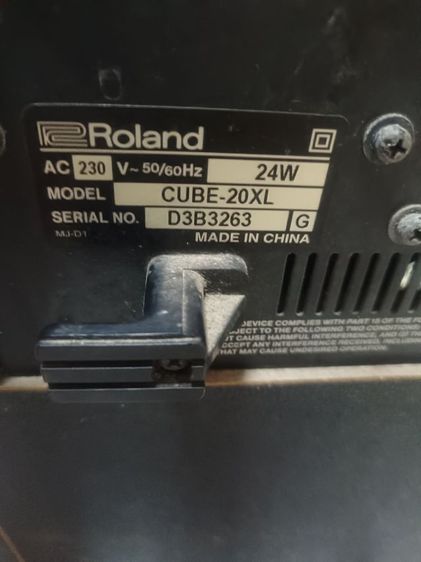 Roland
AC 230 V~ 50/60Hz 24W
MODEL CUBE-20XL
SERIAL NO. D3B3263 G
MJ-D1 MADE IN CHINA
DEVICE COMPLIES WITH PART 15 OF THE
JECT TO THE FOLLOWING TWO CONDITIONS
OT CAUSE HARMFUL INTERFERENCE, AND
ACCEPT ANY INTERFERENCE RECEIVED,
THAT MAY CAUSE UNDESIRED OPERATION.